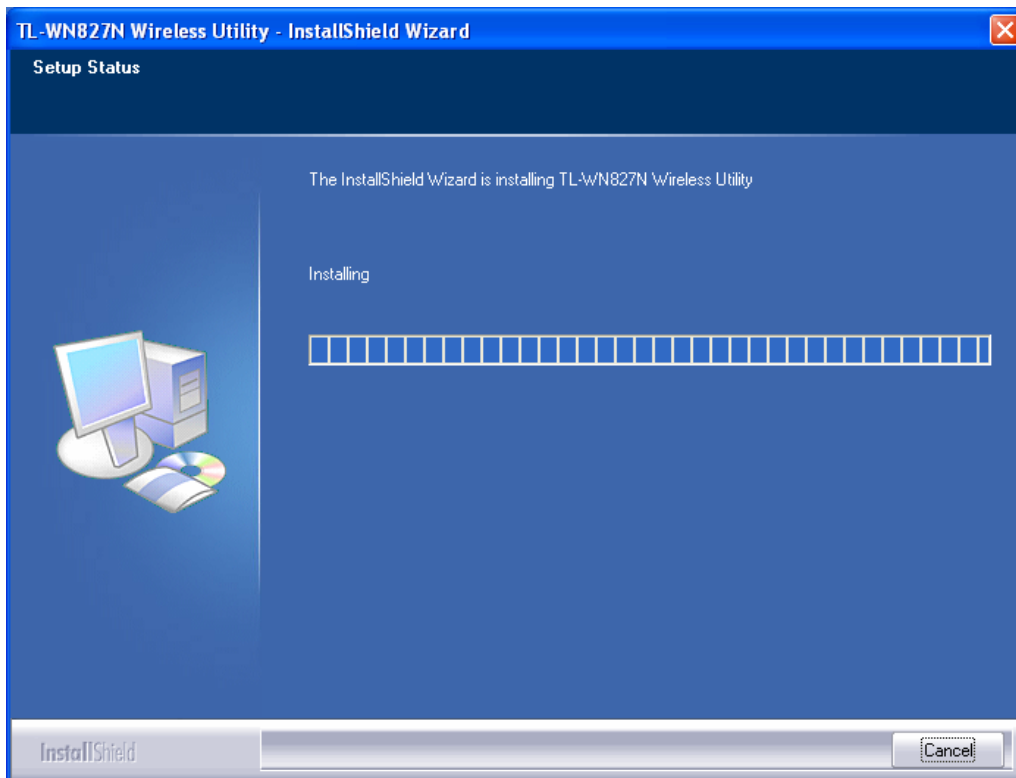 TL-WN827N Wireless Utility - InstallShield Wizard
Setup Status
The InstallShield Wizard is installing TL-WN827N Wireless Utility
Installing
InstallShield
Cancel